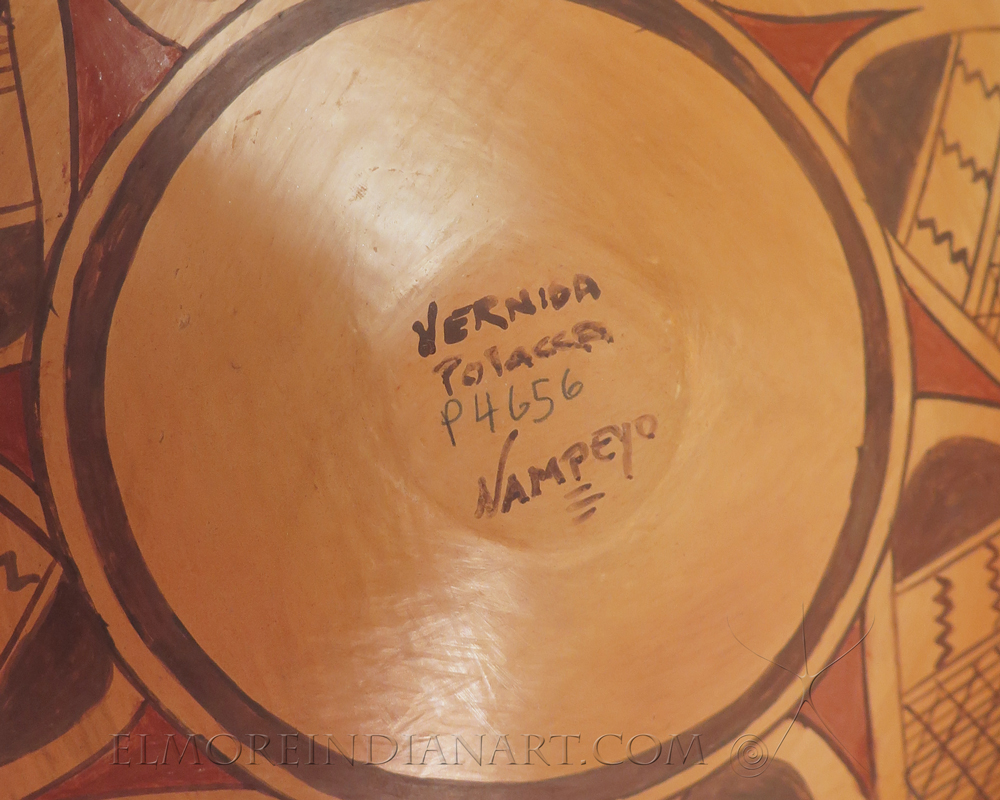 VERNIDA
Polacca
P4656
NAMPEYO
ELMOREINDIANART.COM ©